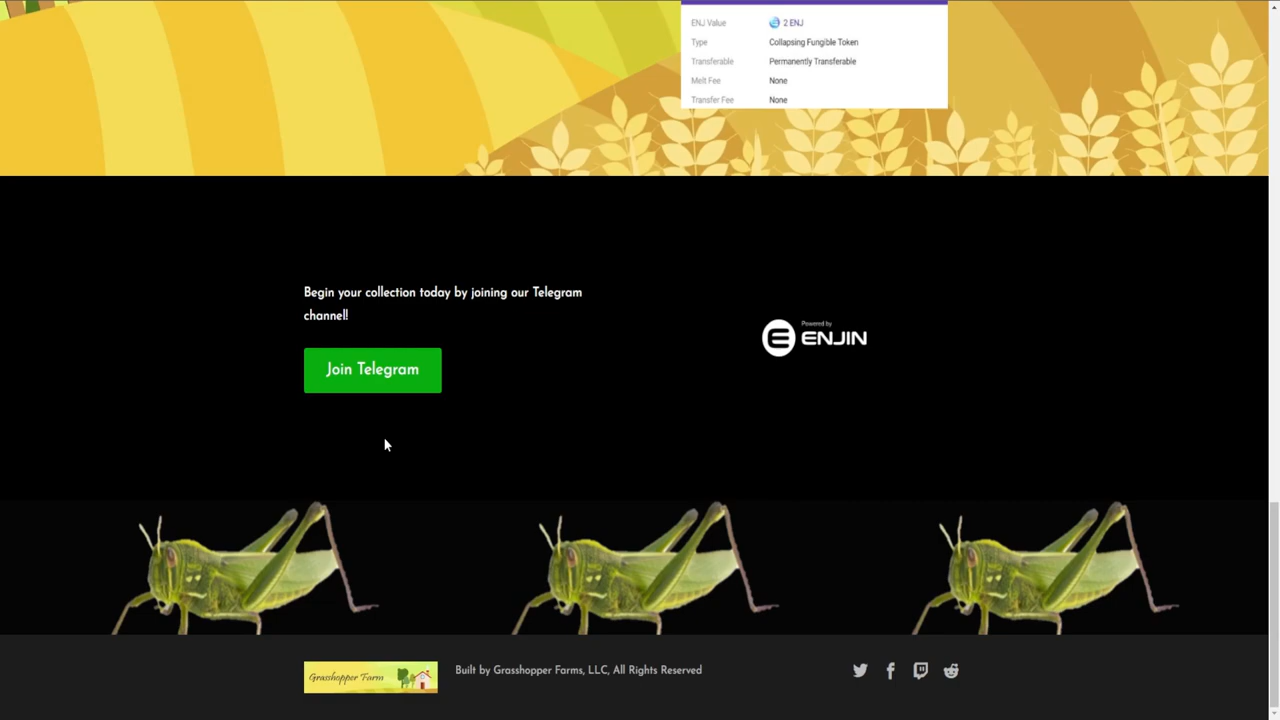 ENJ Value 2 ENJ
Type Collapsing Fungible Token
Transferable Permanently Transferable
Melt Fee None
Transfer Fee None
Begin your collection today by joining our Telegram
channel!
Join Telegram
Powered by
ENJIN
Grasshopper Farm
Built by Grasshopper Farms, LLC, All Rights Reserved